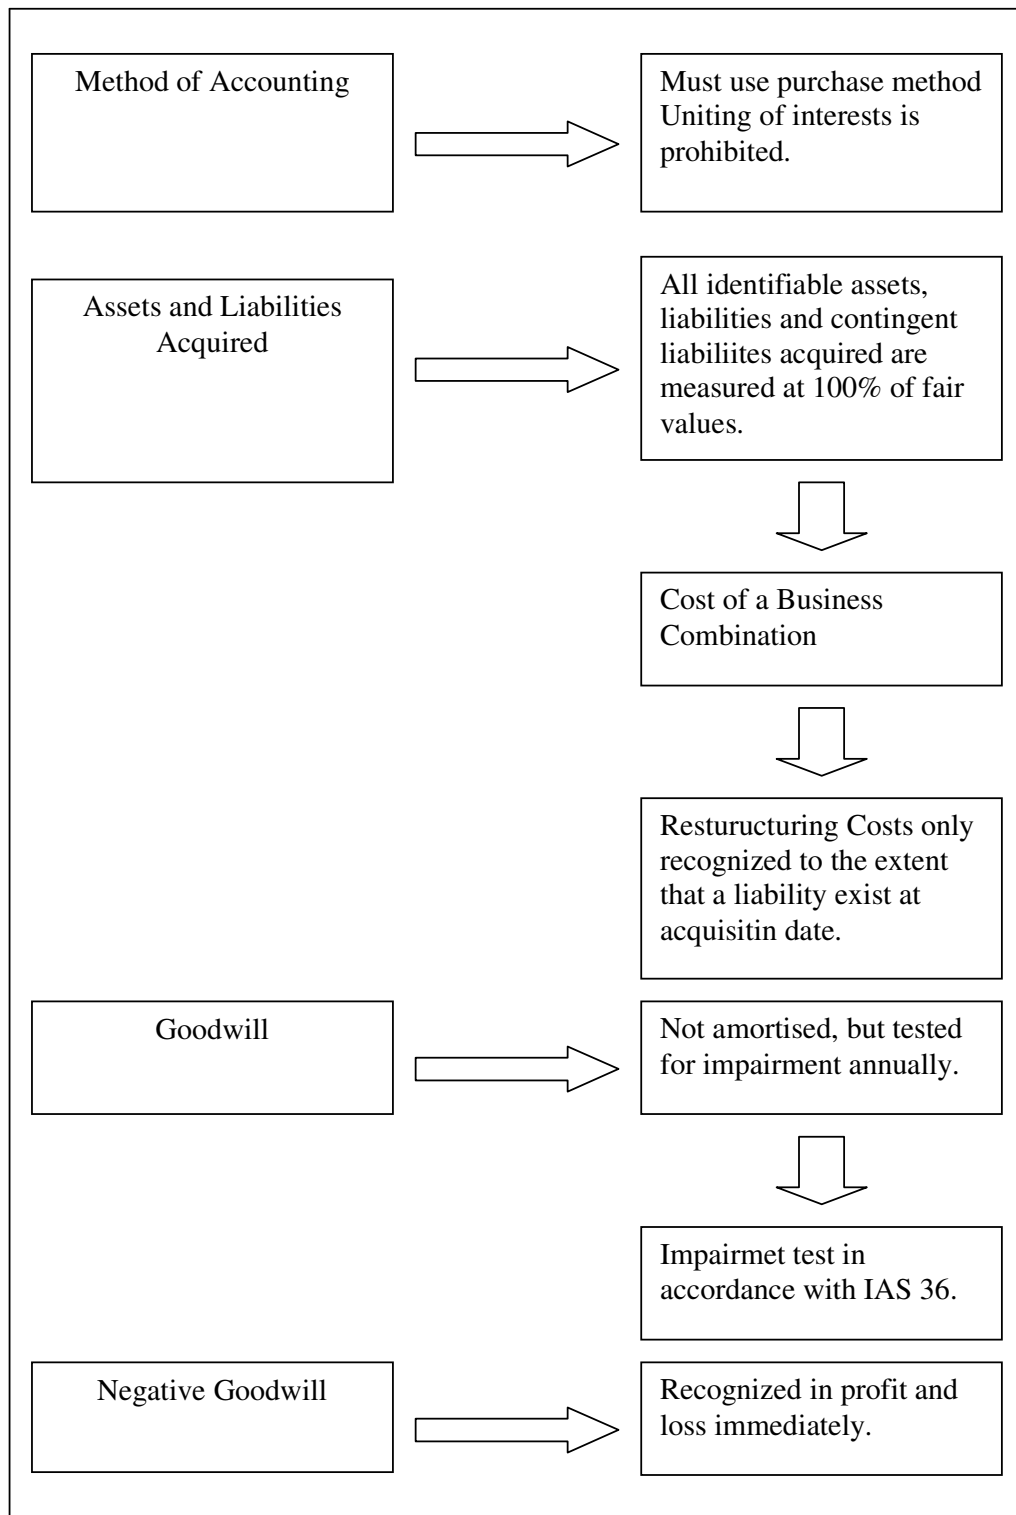 Method of Accounting
Must use purchase method
Uniting of interests is
prohibited.
Assets and Liabilities
Acquired
All identifiable assets,
liabilities and contingent
liabiliites acquired are
measured at 100% of fair
values.
Cost of a Business
Combination
Resturucturing Costs only
recognized to the extent
that a liability exist at
acquisitin date.
Goodwill
Not amortised, but tested
for impairment annually.
Impairmet test in
accordance with IAS 36.
Negative Goodwill
Recognized in profit and
loss immediately.